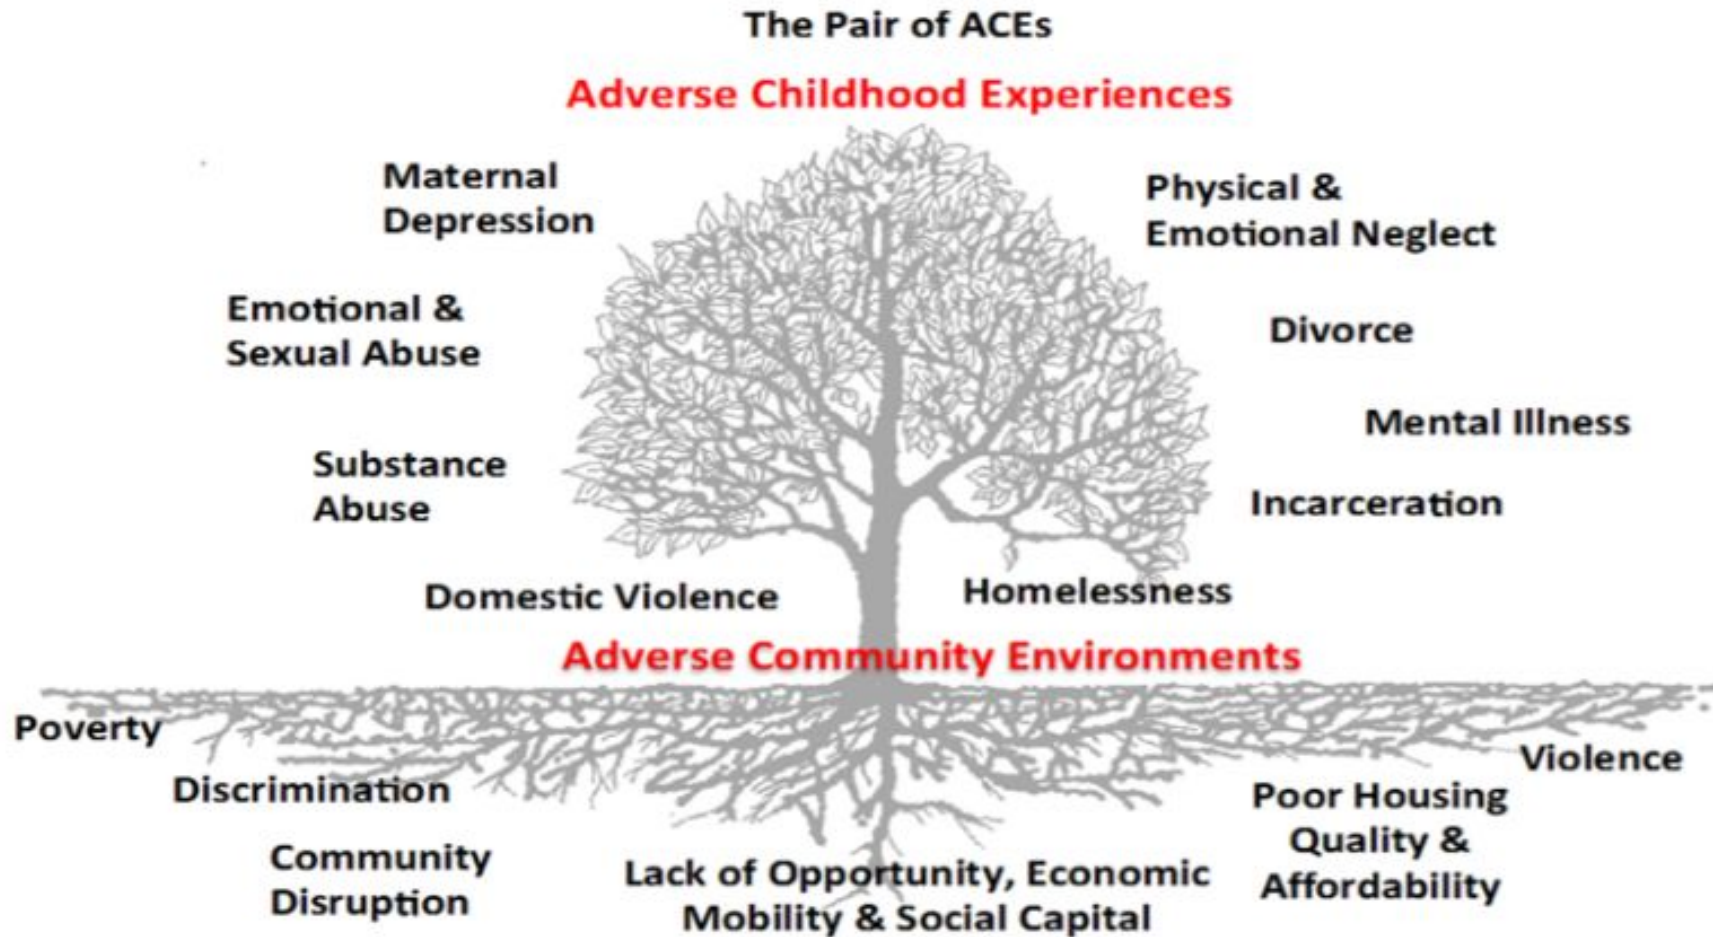 The Pair of ACEs
Adverse Childhood Experiences
Maternal
Depression
Physical &
Emotional Neglect
Emotional &
Sexual Abuse
Divorce
Mental Illness
Substance
Abuse
Incarceration
Domestic Violence
Homelessness
Adverse Community Environments
Poverty
Violence
Discrimination
Poor Housing
Quality &
Affordability
Community
Disruption
Lack of Opportunity, Economic
Mobility & Social Capital